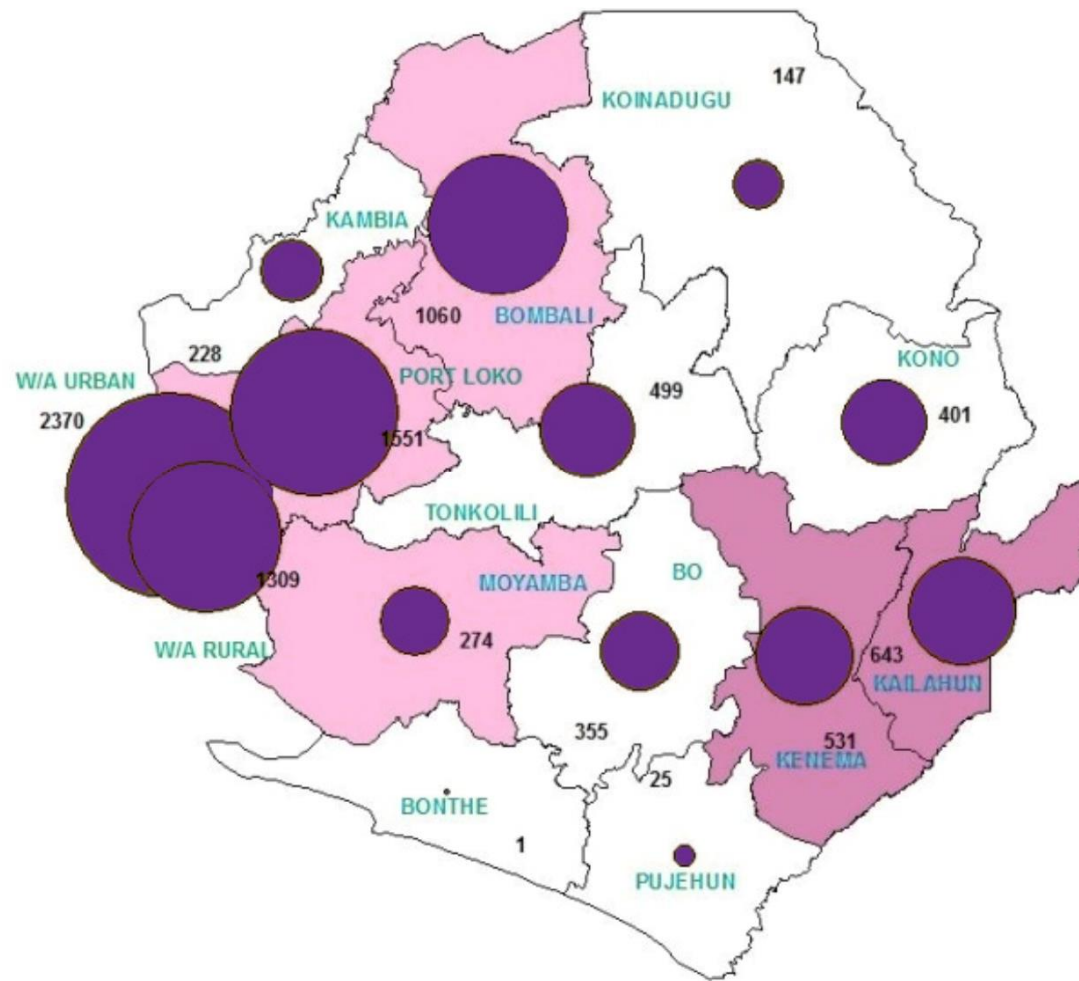 147
KOINADUGU
KAMBIA
1060
BOMBALI
228
W/A URBAN
2370
PORT LOKO
1551
499
KONO
401
TONKOLILI
1309
MOYAMBA
274
W/A RURAL
BO
643
KAILAHUN
355
531
KENEMA
25
BONTHE
1
PUJEHUN